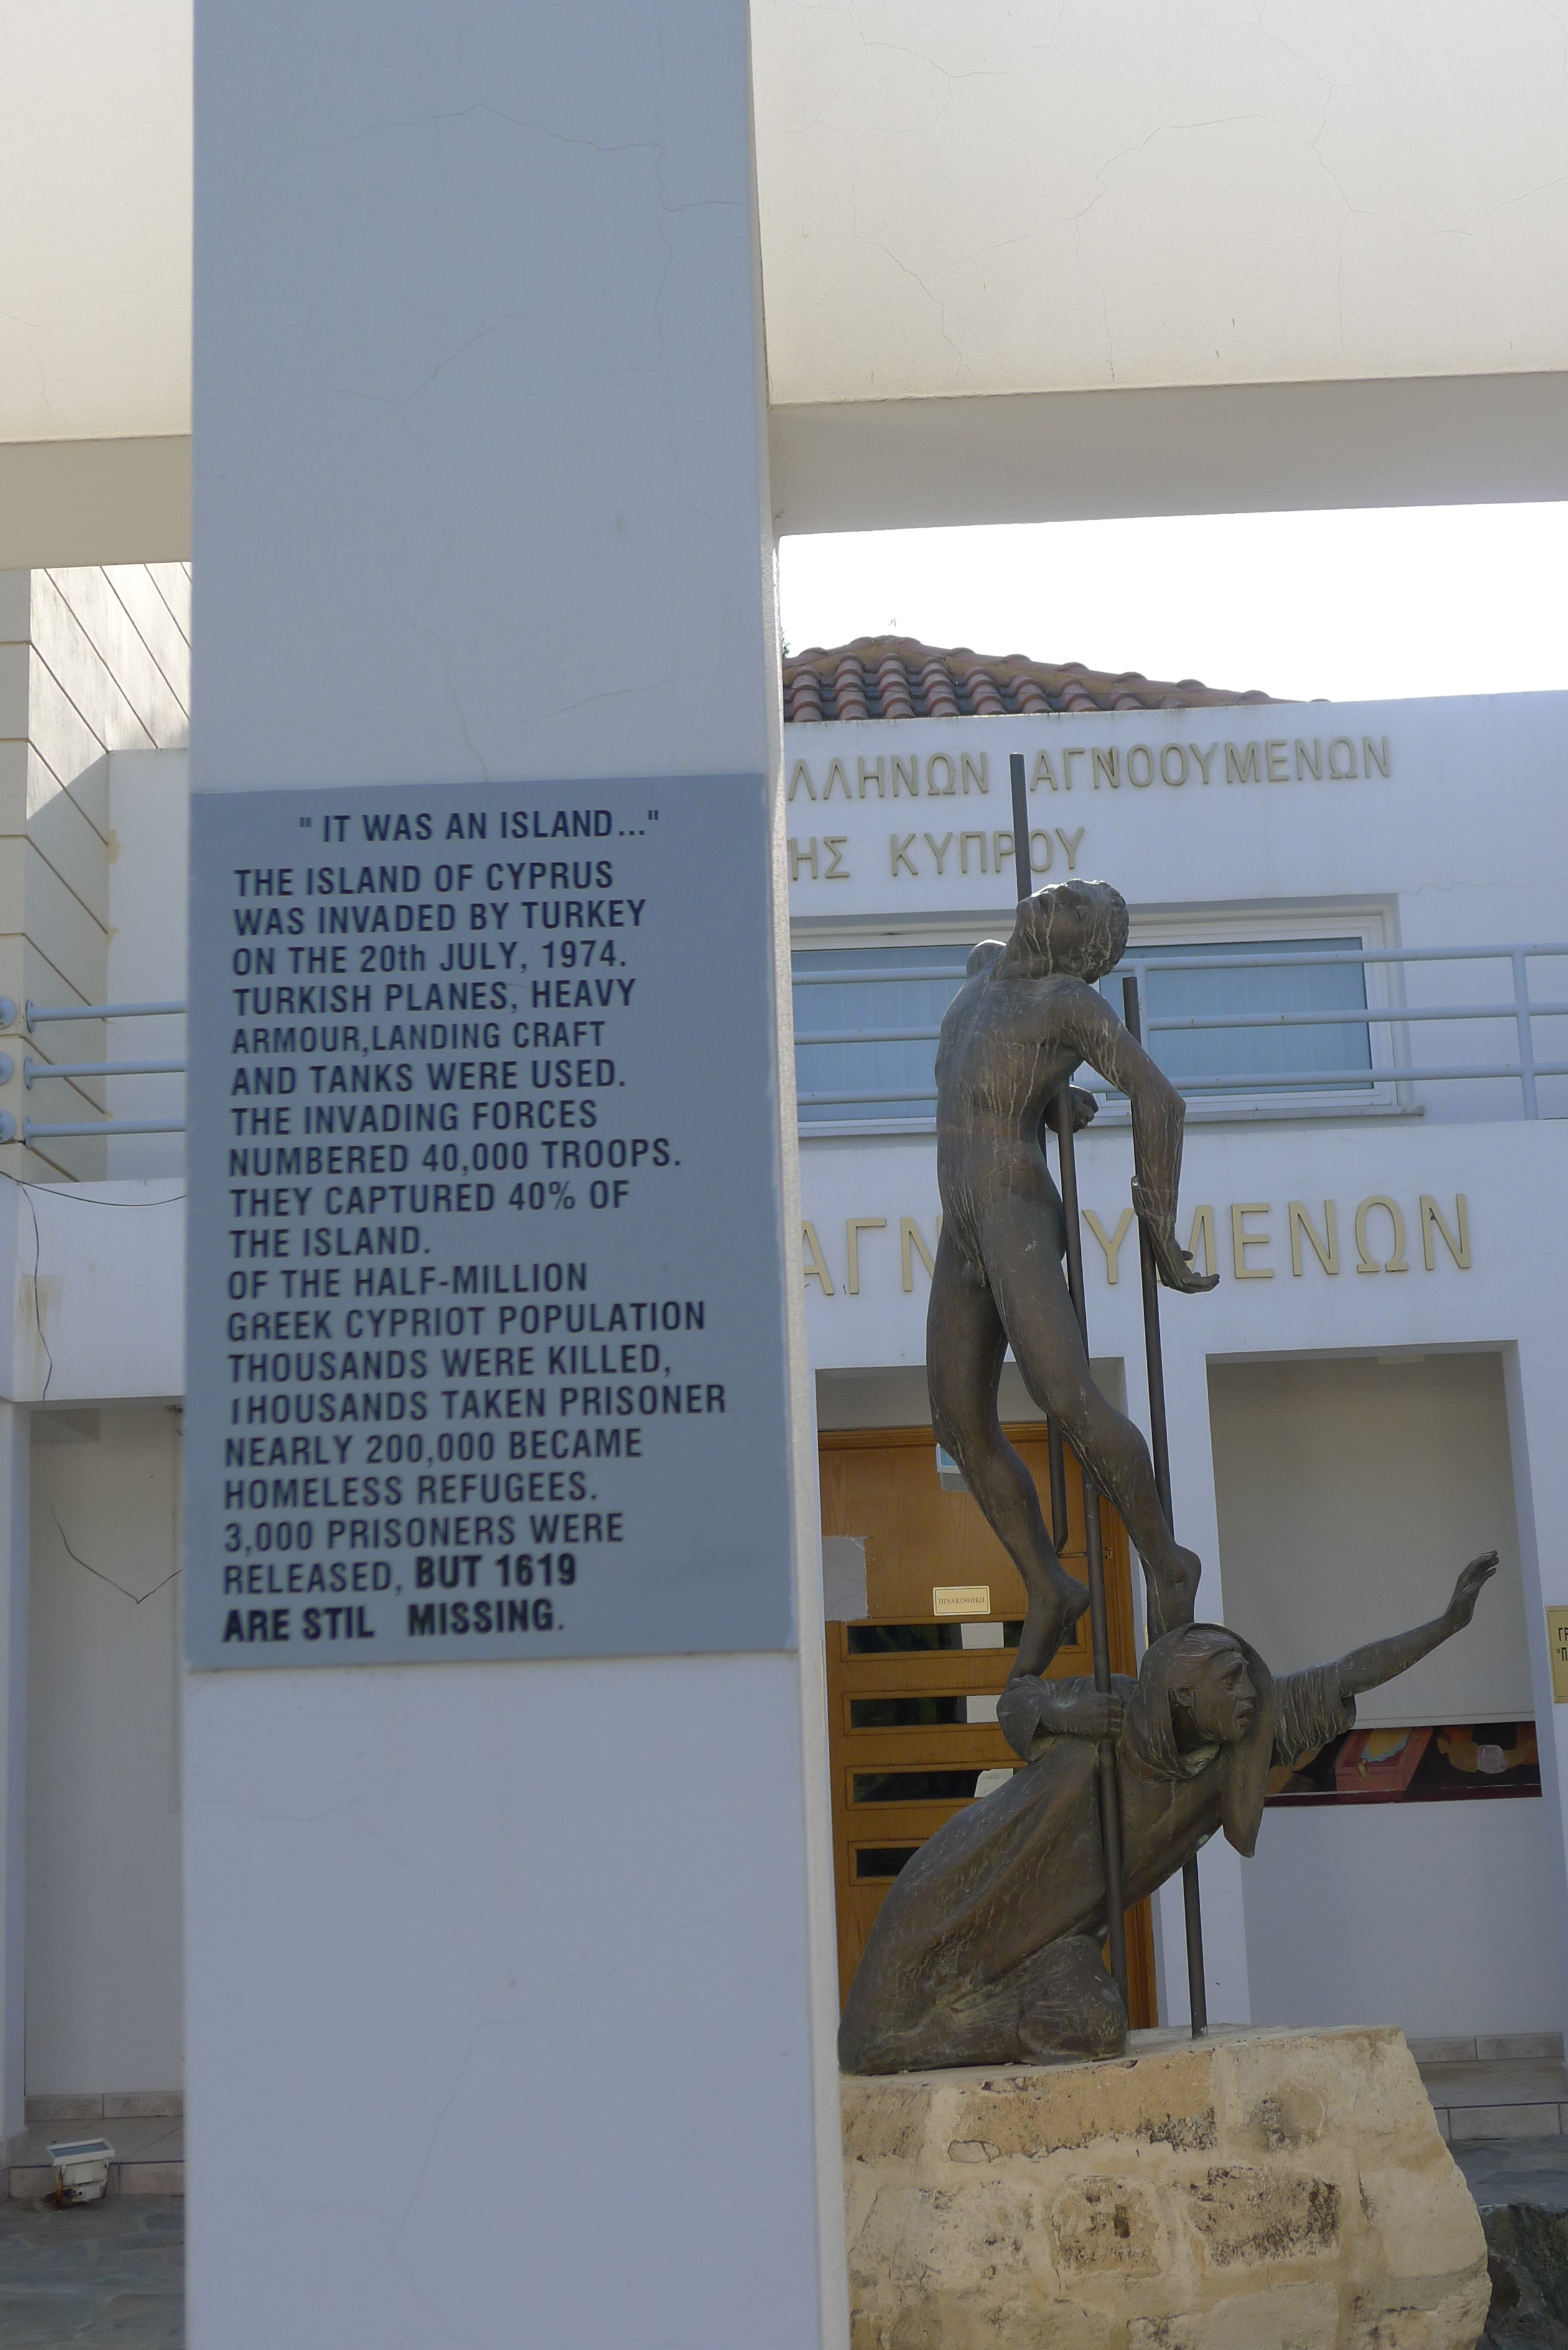 " IT WAS AN ISLAND..."
THE ISLAND OF CYPRUS
WAS INVADED BY TURKEY
ON THE 20th JULY, 1974.
TURKISH PLANES, HEAVY
ARMOUR,LANDING CRAFT
AND TANKS WERE USED.
THE INVADING FORCES
NUMBERED 40,000 TROOPS.
THEY CAPTURED 40% OF
THE ISLAND.
OF THE HALF-MILLION
GREEK CYPRIOT POPULATION
THOUSANDS WERE KILLED,
THOUSANDS TAKEN PRISONER
NEARLY 200,000 BECAME
HOMELESS REFUGEES.
3,000 PRISONERS WERE
RELEASED, BUT 1619
ARE STIL MISSING.
ΛΛΗΝΩΝ ΑΓΝΟΟΥΜΕΝΩΝ
ΗΣ ΚΥΠΡΟΥ
ΑΓΝ ΥΜΕΝΩΝ
ΠΙΝΑΚΟΘΗΚΗ